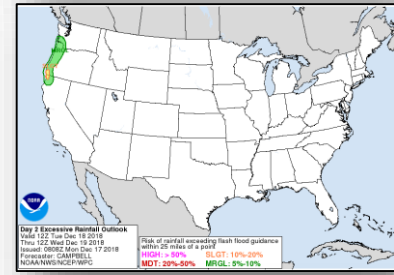 MRGL
noaa
Day 2 Excessive Rainfall Outlook
Valid 12Z Tue Dec 18 2018
Thru 12Z Wed Dec 19 2018
Issued: 0808Z Mon Dec 17 2018
Forecaster: CAMPBELL
NOAA/NWS/NCEP/WPC
Risk of rainfall exceeding flash flood guidance
within 25 miles of a point
HIGH: > 50% SLGT: 10%-20%
MDT: 20%-50% MRGL: 5%-10%